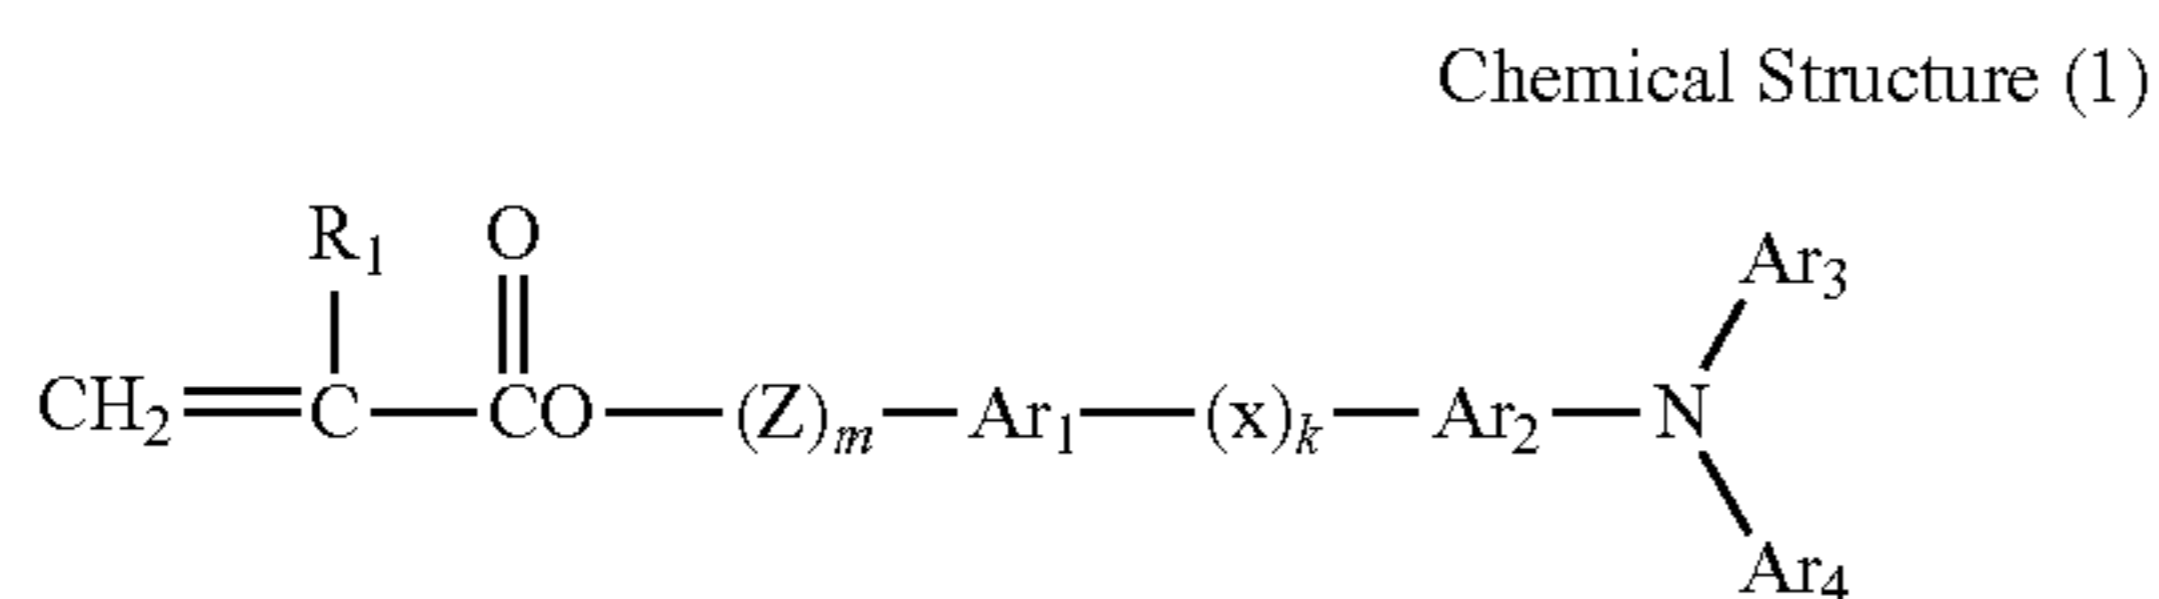 Chemical Structure (1)
R1 O
Ar3
CH2=C—CO—(Z)m—Ar1—(x)k—Ar2—N
Ar4